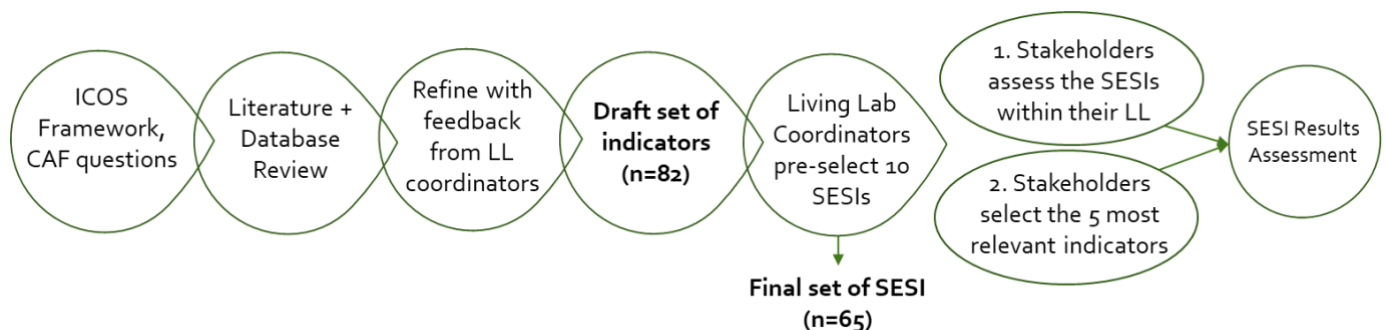 ICOS
Framework,
CAF questions
Literature +
Database
Review
Refine with
feedback
from LL
coordinators
Draft set of
indicators
(n=82)
Living Lab
Coordinators
pre-select 10
SESIs
Final set of SESI
(n=65)
1. Stakeholders
assess the SESIs
within their LL
2. Stakeholders
select the 5 most
relevant indicators
SESI Results
Assessment